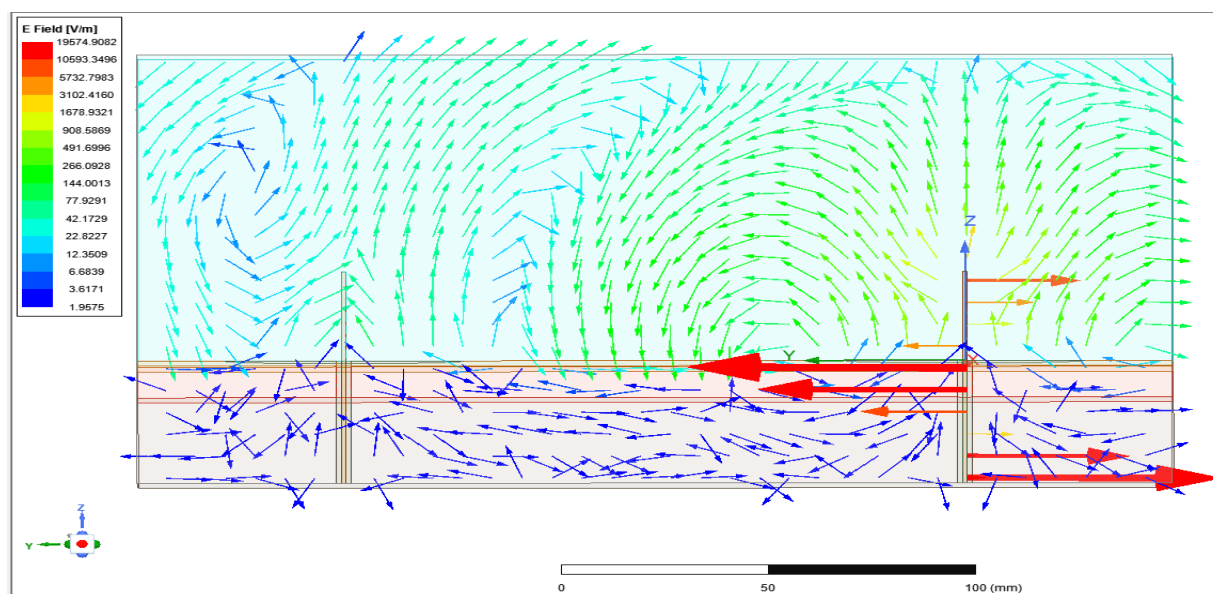 E Field [V/m]
19574.9082
10593.3496
5732.7983
3102.4160
1678.9321
908.5869
491.6996
266.0928
144.0013
77.9291
42.1729
22.8227
12.3509
6.6839
3.6171
1.9575
Z
Y
X
Z
Y
0 50 100 (mm)